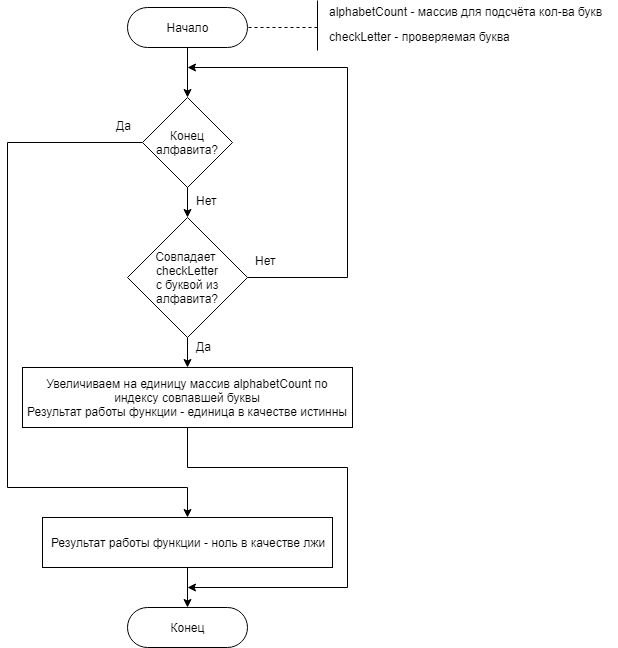 Начало
alphabetCount - массив для подсчёта кол-ва букв
checkLetter - проверяемая буква
Да
Конец
алфавита?
Нет
Совпадает
checkLetter
с буквой из
алфавита?
Нет
Да
Увеличиваем на единицу массив alphabetCount по
индексу совпавшей буквы
Результат работы функции - единица в качестве истинны
Результат работы функции - ноль в качестве лжи
Конец